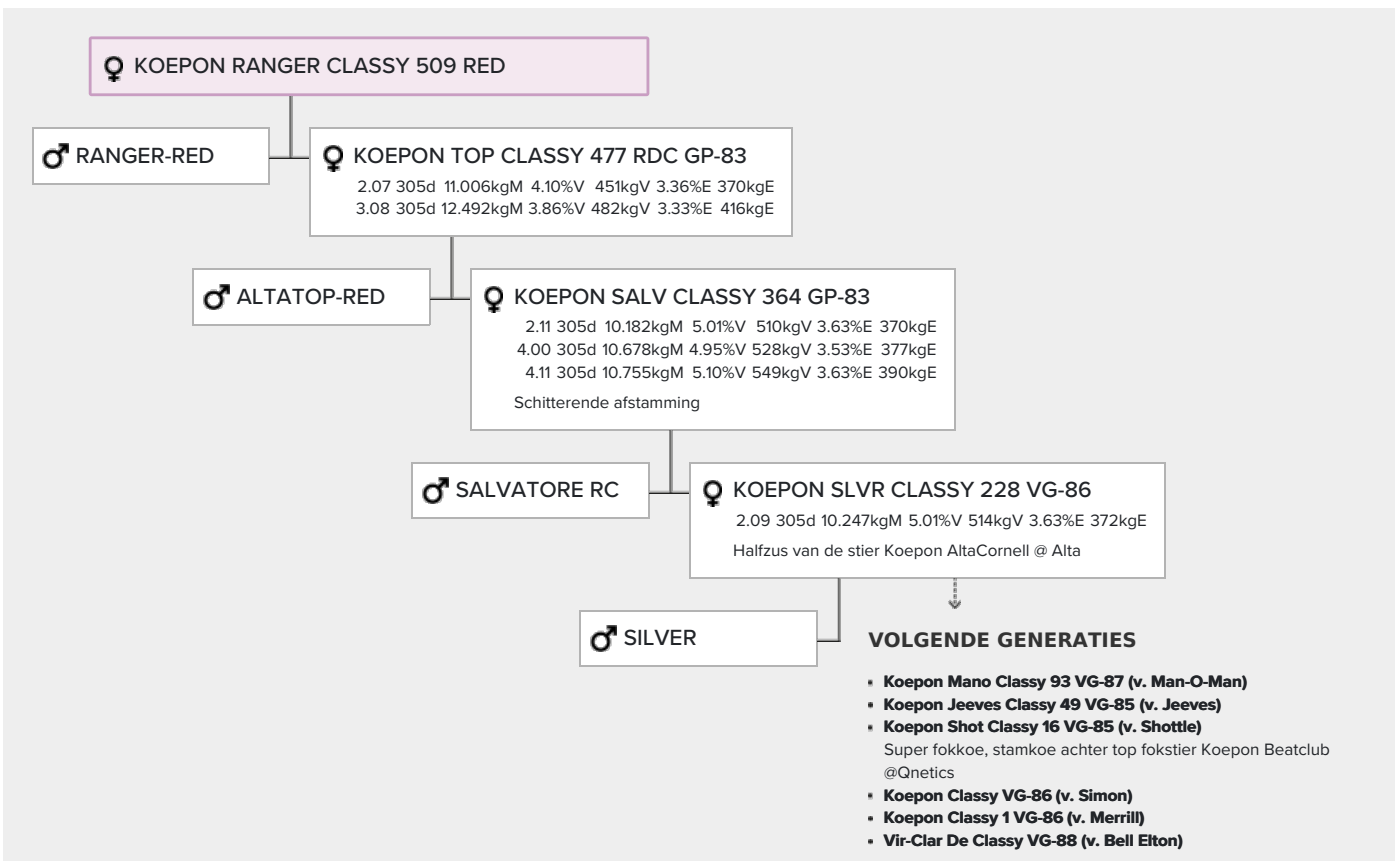 KOEPON RANGER CLASSY 509 RED
RANGER-RED
KOEPON TOP CLASSY 477 RDC GP-83
2.07 305d 11.006kgM 4.10%V 451kgV 3.36%E 370kgE
3.08 305d 12.492kgM 3.86%V 482kgV 3.33%E 416kgE
ALTATOP-RED
KOEPON SALV CLASSY 364 GP-83
2.11 305d 10.182kgM 5.01%V 510kgV 3.63%E 370kgE
4.00 305d 10.678kgM 4.95%V 528kgV 3.53%E 377kgE
4.11 305d 10.755kgM 5.10%V 549kgV 3.63%E 390kgE
Schitterende afstamming
SALVATORE RC
KOEPON SLVR CLASSY 228 VG-86
2.09 305d 10.247kgM 5.01%V 514kgV 3.63%E 372kgE
Halfzus van de stier Koepon AltaCornell @ Alta
SILVER
VOLGENDE GENERATIES
Koepon Mano Classy 93 VG-87 (v. Man-O-Man)
Koepon Jeeves Classy 49 VG-85 (v. Jeeves)
Koepon Shot Classy 16 VG-85 (v. Shottle)
Super fokkoe, stamkoe achter top fokstier Koepon Beatclub
@Qnetics
Koepon Classy VG-86 (v. Simon)
Koepon Classy 1 VG-86 (v. Merrill)
Vir-Clar De Classy VG-88 (v. Bell Elton)